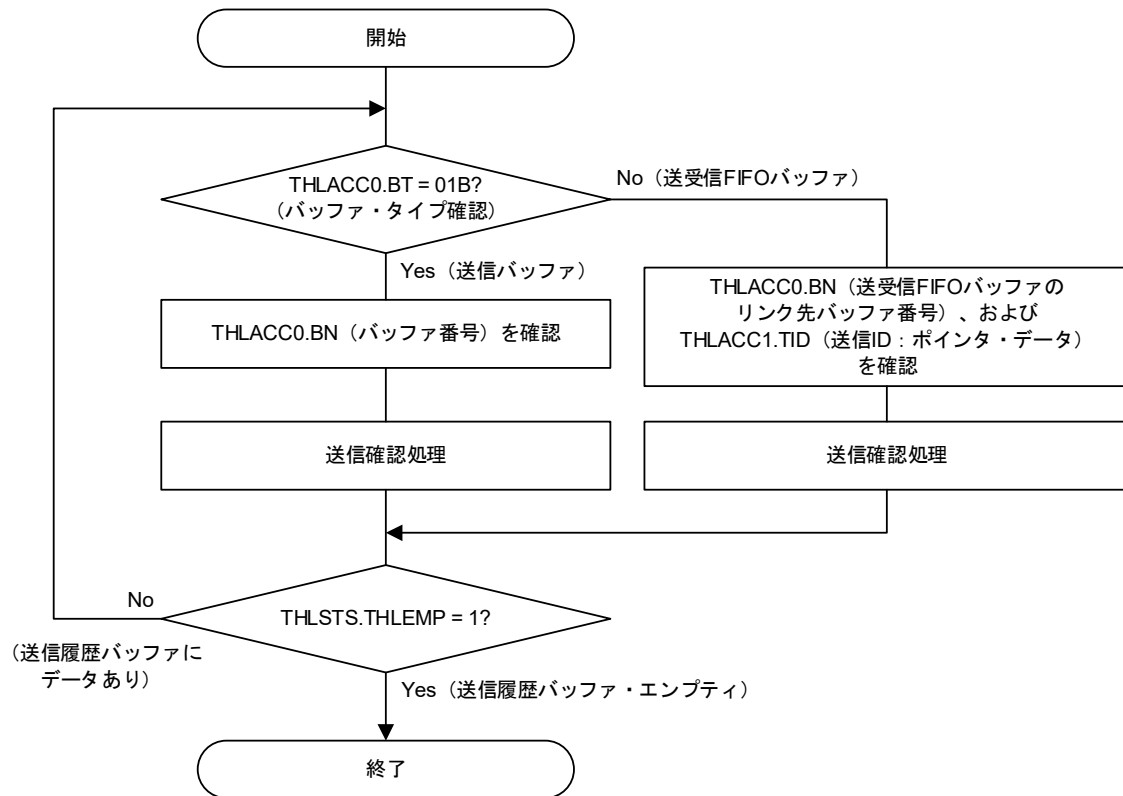 開始
THLACC0.BT = 01B?
（バッファ・タイプ確認）
No（送受信FIFOバッファ）
Yes（送信バッファ）
THLACC0.BN（バッファ番号）を確認
THLACC0.BN（送受信FIFOバッファの
リンク先バッファ番号）、および
THLACC1.TID（送信ID：ポインタ・データ）
を確認
送信確認処理
送信確認処理
No
THLSTS.THLEMP = 1?
（送信履歴バッファに
データあり）
Yes（送信履歴バッファ・エンプティ）
終了